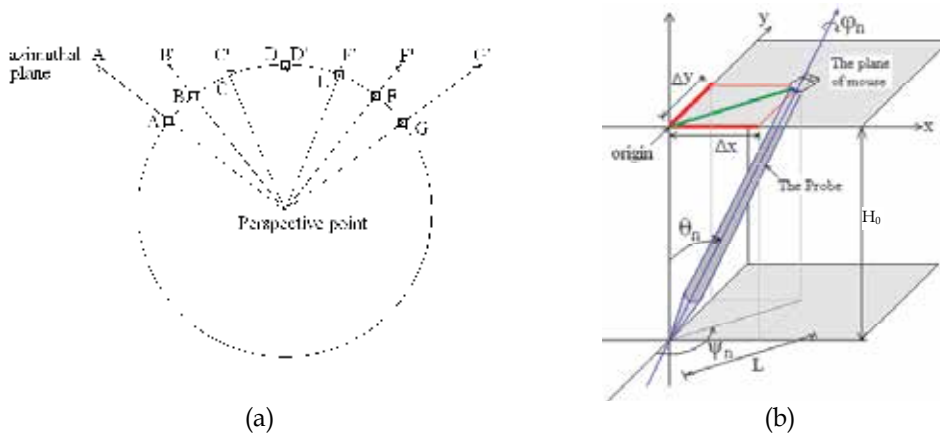 azimuthal
plane
A B' C' D D' F' G'
A B C F G
Perspective point
(a)
y
φn
The plane
of mouse
Δy
x
origin
Δx
The Probe
H0
θn
ψn
L
(b)